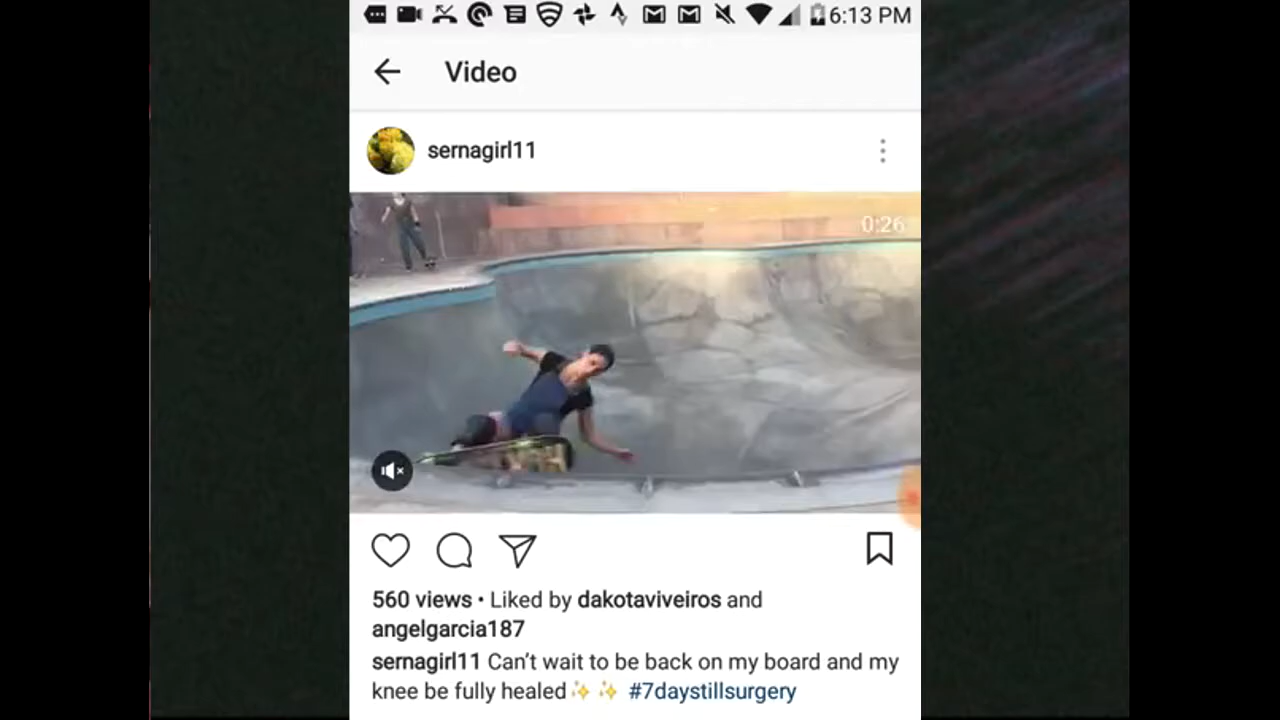 6:13 PM
Video
sernagirl11
0:26
560 views • Liked by dakotaviveiros and
angelgarcia187
sernagirl11 Can't wait to be back on my board and my
knee be fully healed✨ ✨ #7daystillsurgery